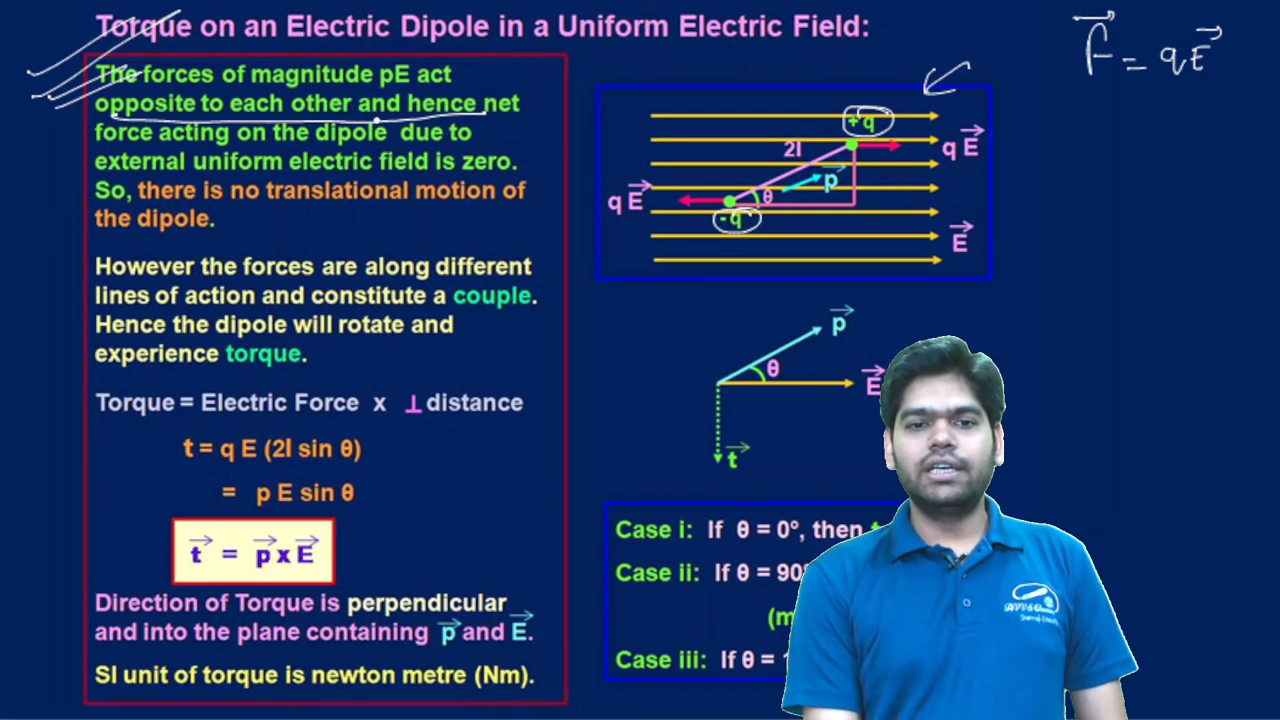 Torque on an Electric Dipole in a Uniform Electric Field:
F = qE
The forces of magnitude pE act
opposite to each other and hence net
force acting on the dipole due to
external uniform electric field is zero.
So, there is no translational motion of
the dipole.
However the forces are along different
lines of action and constitute a couple.
Hence the dipole will rotate and
experience torque.
Torque = Electric Force x ⊥ distance
t = q E (2l sin θ)
= p E sin θ
t = p x E
Direction of Torque is perpendicular
and into the plane containing p and E.
SI unit of torque is newton metre (Nm).
+q
2l
q E
p
θ
q E
-q
E
p
θ
E
t
Case i: If θ = 0°, then
Case ii: If θ = 90
(m
Case iii: If θ =